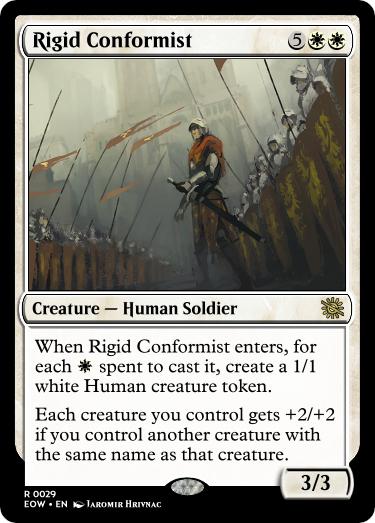 Rigid Conformist 5
Creature — Human Soldier
When Rigid Conformist enters, for
each spent to cast it, create a 1/1
white Human creature token.
Each creature you control gets +2/+2
if you control another creature with
the same name as that creature.
3/3
R 0029
EOW • EN Jaromir Hrivnac